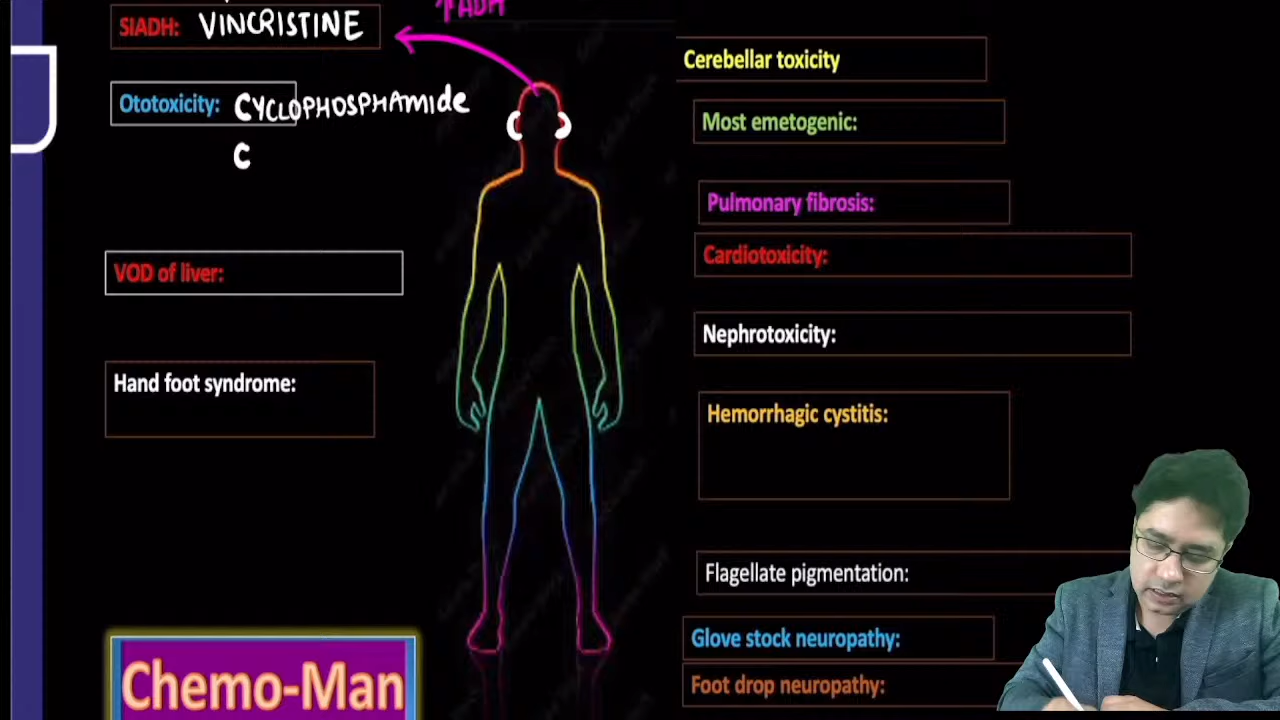 ↑ADH
SIADH: VINCRISTINE
Ototoxicity: CYCLOPHOSPHAMIde
C
VOD of liver:
Hand foot syndrome:
Chemo-Man
Cerebellar toxicity
Most emetogenic:
Pulmonary fibrosis:
Cardiotoxicity:
Nephrotoxicity:
Hemorrhagic cystitis:
Flagellate pigmentation:
Glove stock neuropathy:
Foot drop neuropathy: